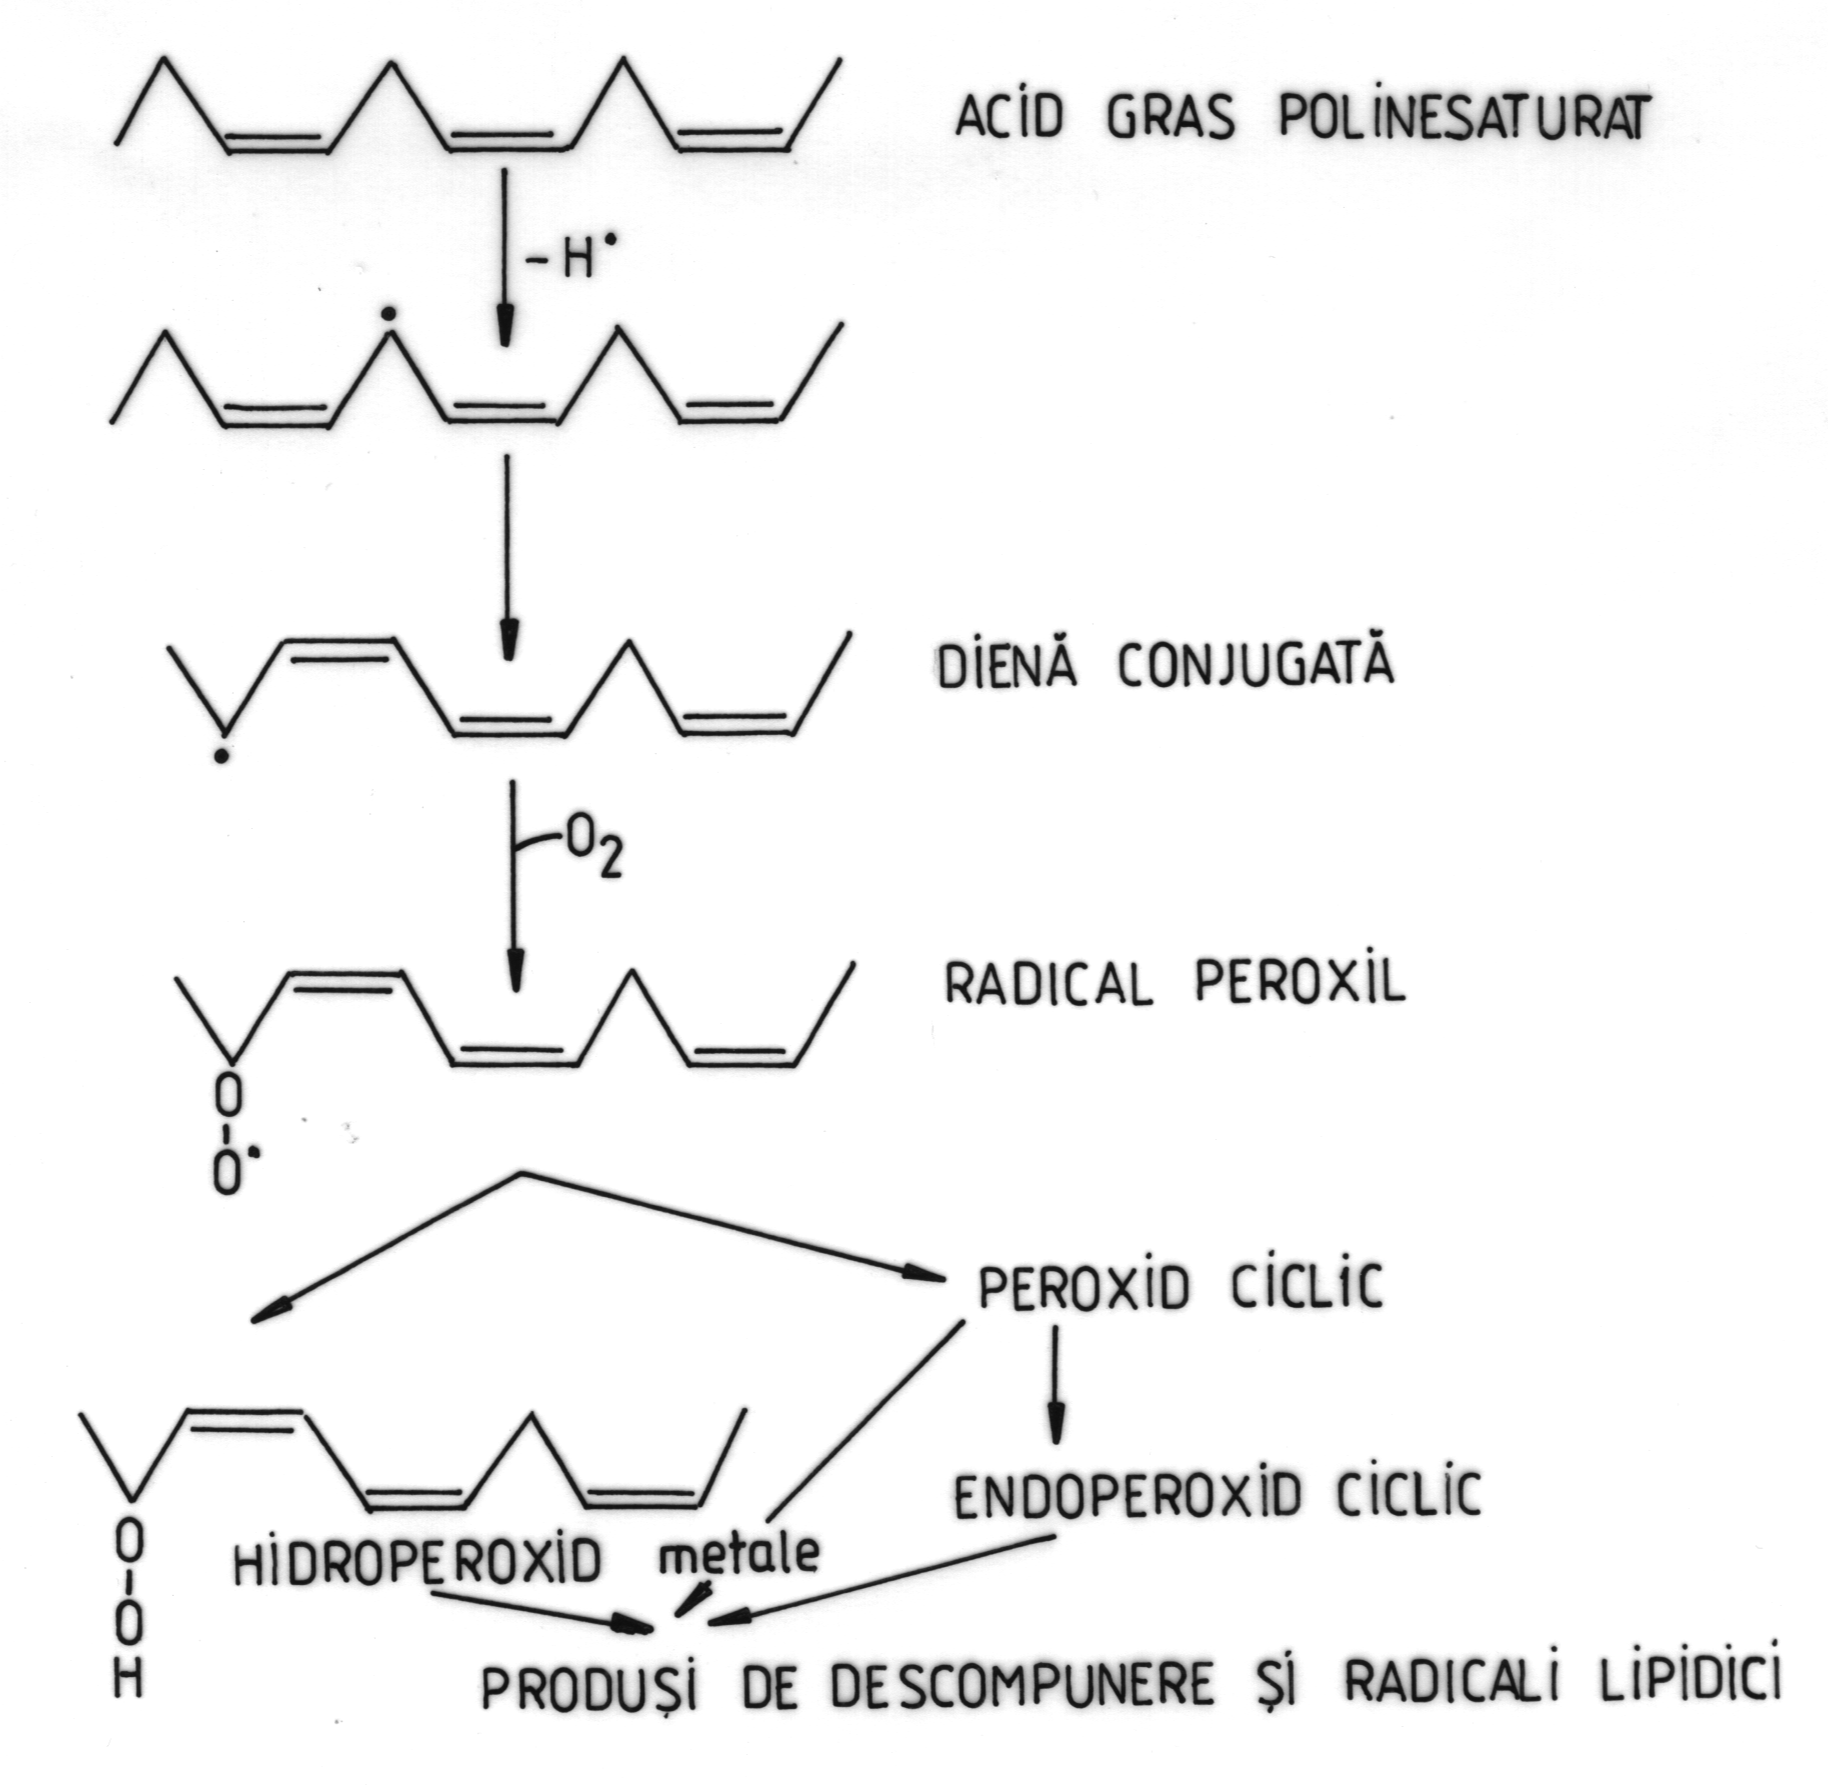 ACID GRAS POLINESATURAT
- H•
•
DIENĂ CONJUGATĂ
•
O2
RADICAL PEROXIL
O
O•
PEROXID CICLIC
ENDOPEROXID CICLIC
O
O
H
HIDROPEROXID metale
PRODUȘI DE DESCOMPUNERE ȘI RADICALI LIPIDICI